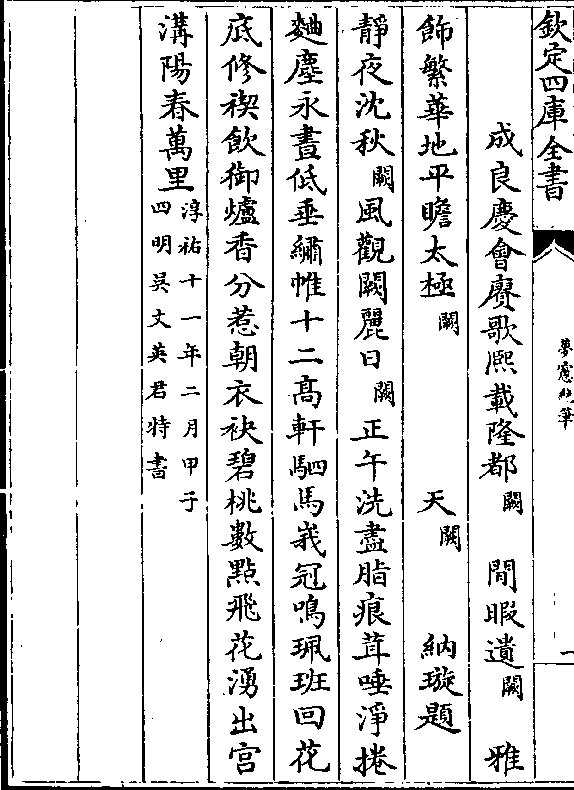 欽定四庫全書
夢窗絶筆
一
成良慶會賡歌熙載隆都闕閒暇遺闕雅
飾繁華地平瞻太極闕天闕納璇題
靜夜沈秋闕風觀闕麗日闕正午洗盡脂痕茸唾淨捲
麯塵永晝低垂繡帷十二髙軒駟馬峩冠鳴珮班回花
底修禊飲御爐香分惹朝衣袂碧桃數點飛花湧出宫
溝陽春萬里淳祐十一年二月甲子
四明吳文英君特書